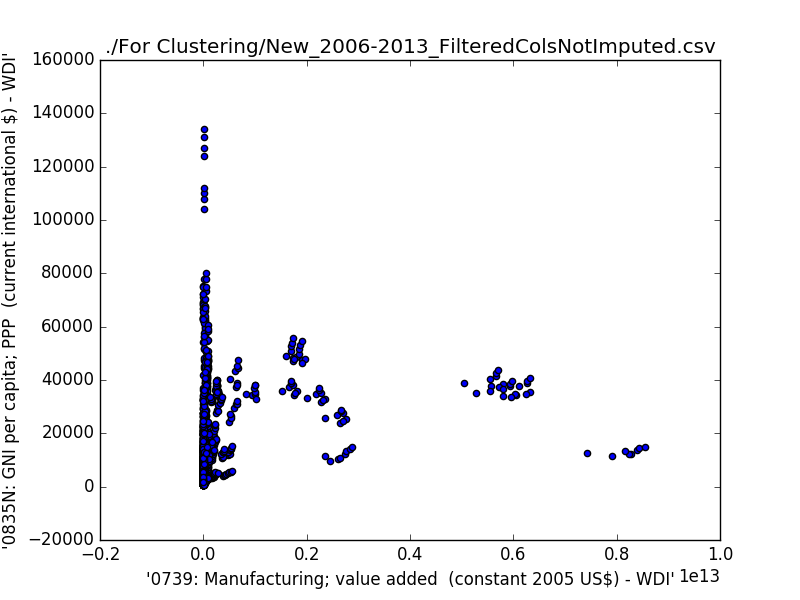 ./For Clustering/New_2006-2013_FilteredColsNotImputed.csv
160000
140000
120000
100000
80000
60000
40000
20000
0
−20000
'0835N: GNI per capita; PPP  (current international $) - WDI'
−0.2 0.0 0.2 0.4 0.6 0.8 1.0
1e13
'0739: Manufacturing; value added  (constant 2005 US$) - WDI'